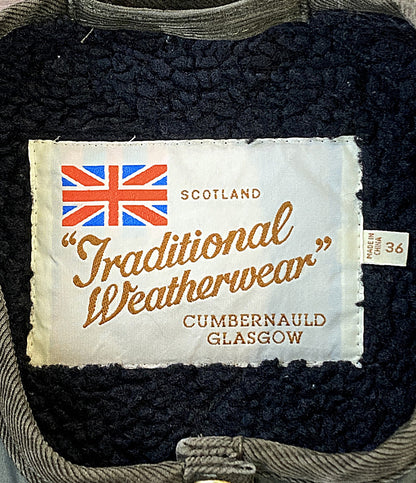 SCOTLAND
"Traditional
Weatherwear"
CUMBERNAULD
GLASGOW
MADE IN
CHINA
36